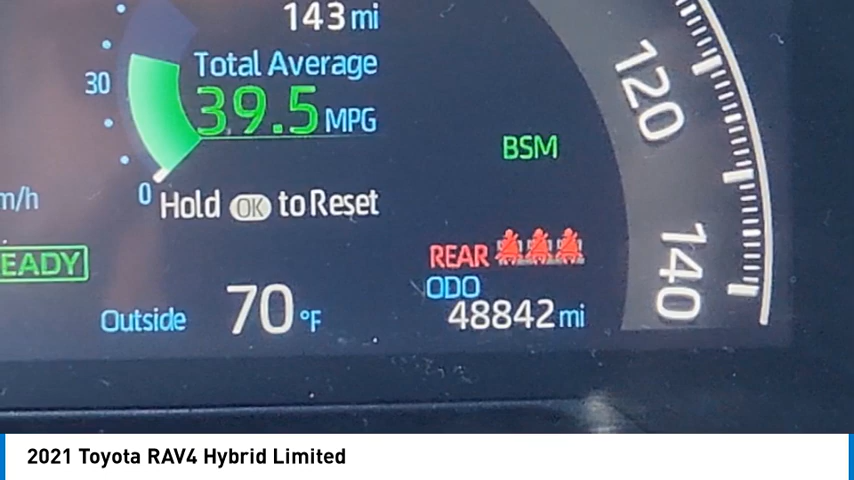 143 mi
Total Average
30
39.5 MPG
120
BSM
m/h
0
Hold OK to Reset
EADY
REAR
140
ODO
48842 mi
Outside 70 °F
2021 Toyota RAV4 Hybrid Limited